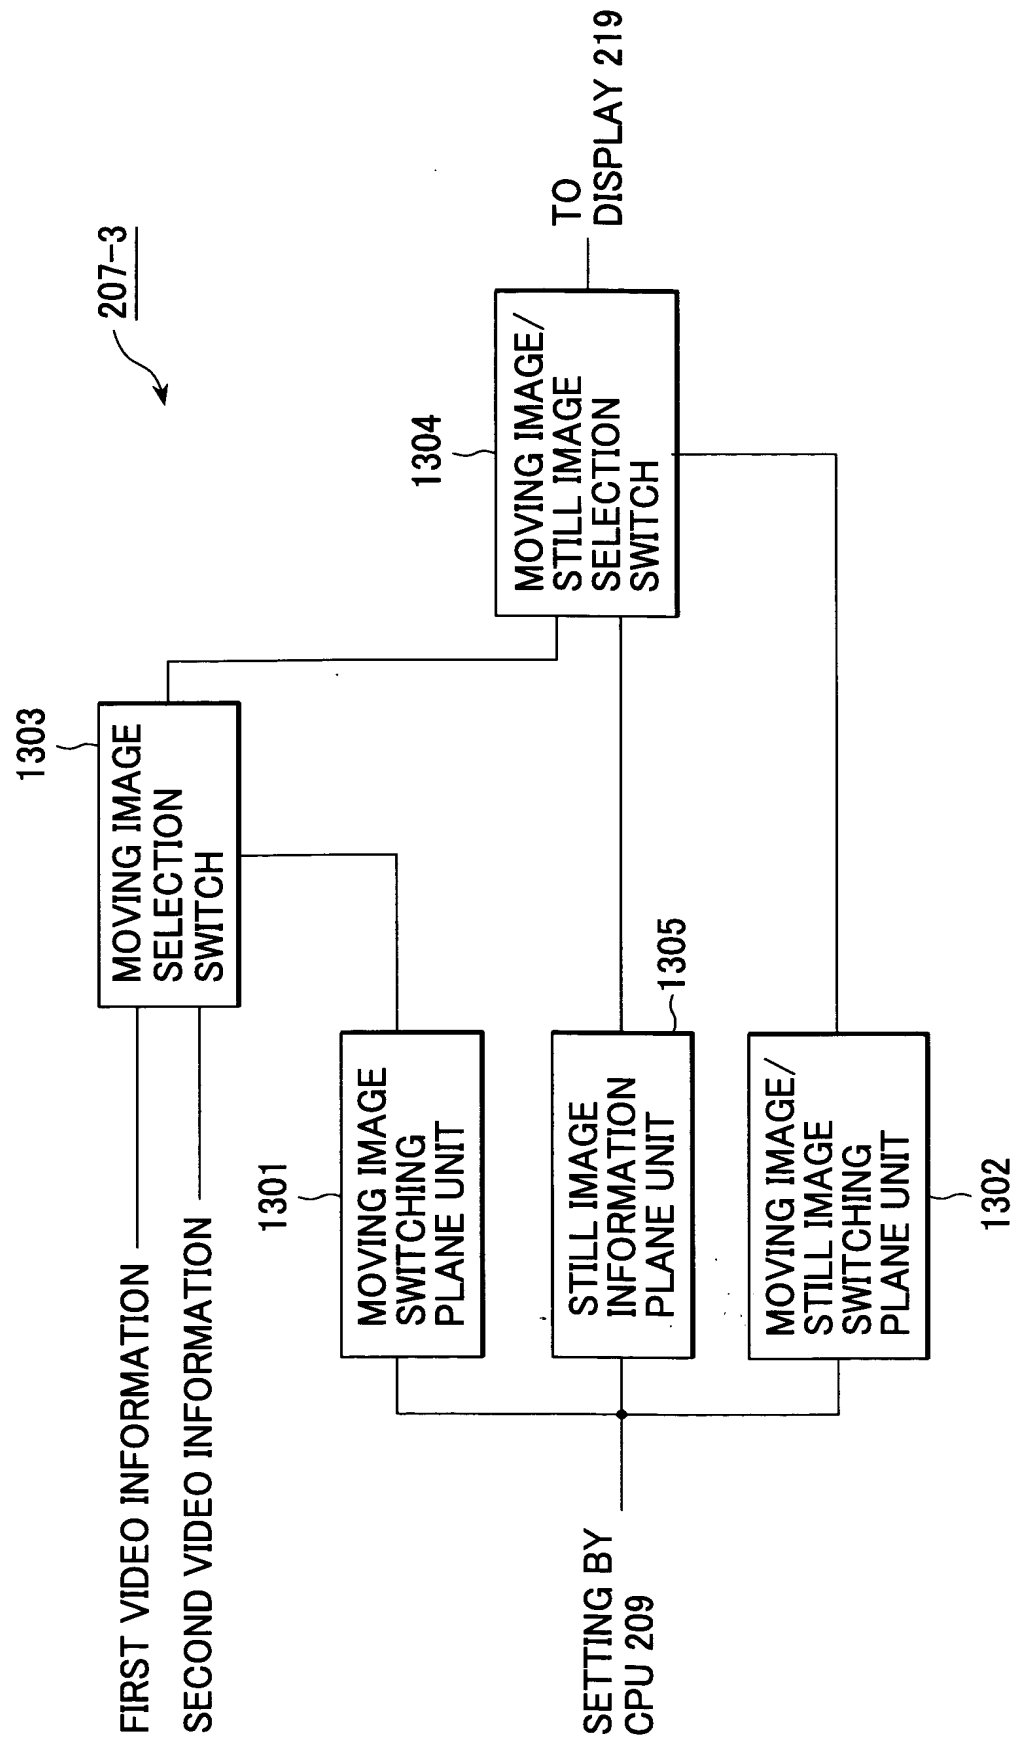 207-3
1303
MOVING IMAGE
SELECTION
SWITCH
FIRST VIDEO INFORMATION
SECOND VIDEO INFORMATION
1301
MOVING IMAGE
SWITCHING
PLANE UNIT
1304
MOVING IMAGE/
STILL IMAGE
SELECTION
SWITCH
TO
DISPLAY 219
SETTING BY
CPU 209
STILL IMAGE
INFORMATION
PLANE UNIT
1305
MOVING IMAGE/
STILL IMAGE
SWITCHING
PLANE UNIT
1302